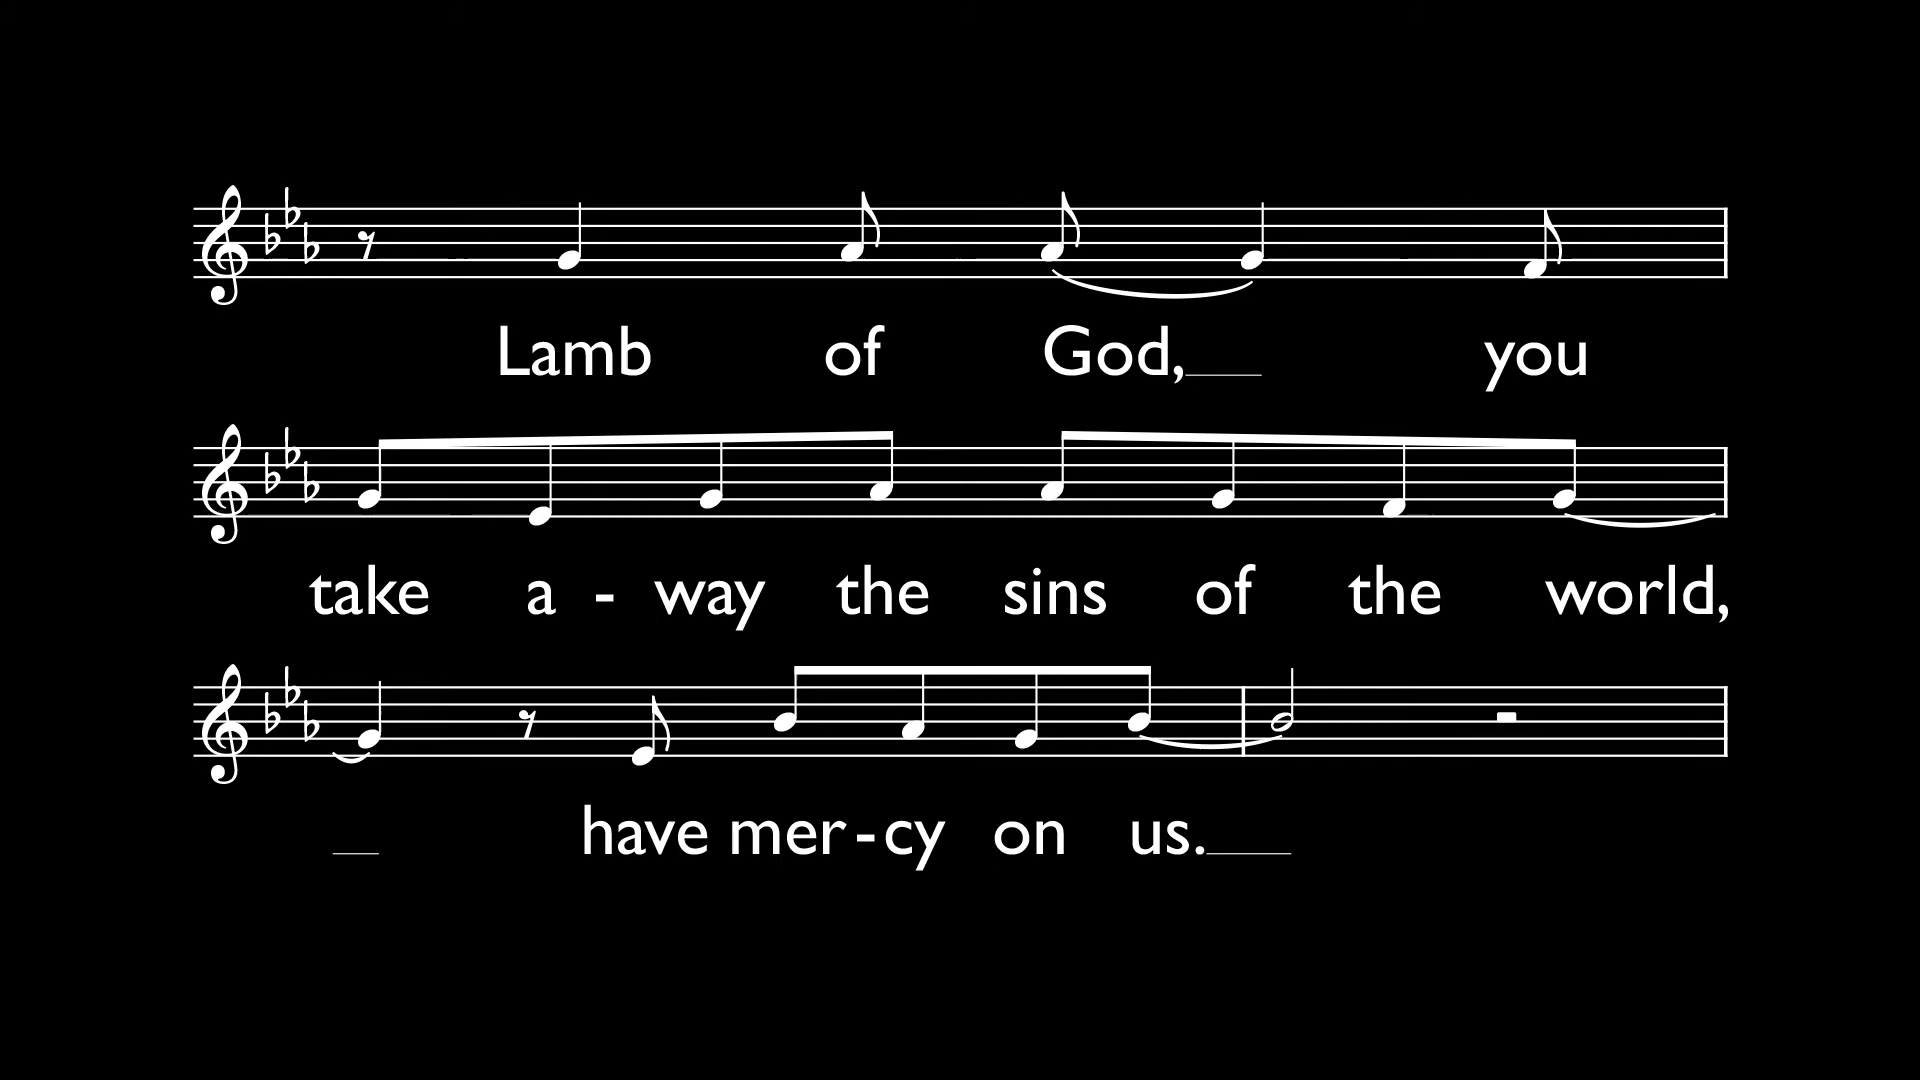 Lamb of God, you
take a - way the sins of the world,
have mer - cy on us.